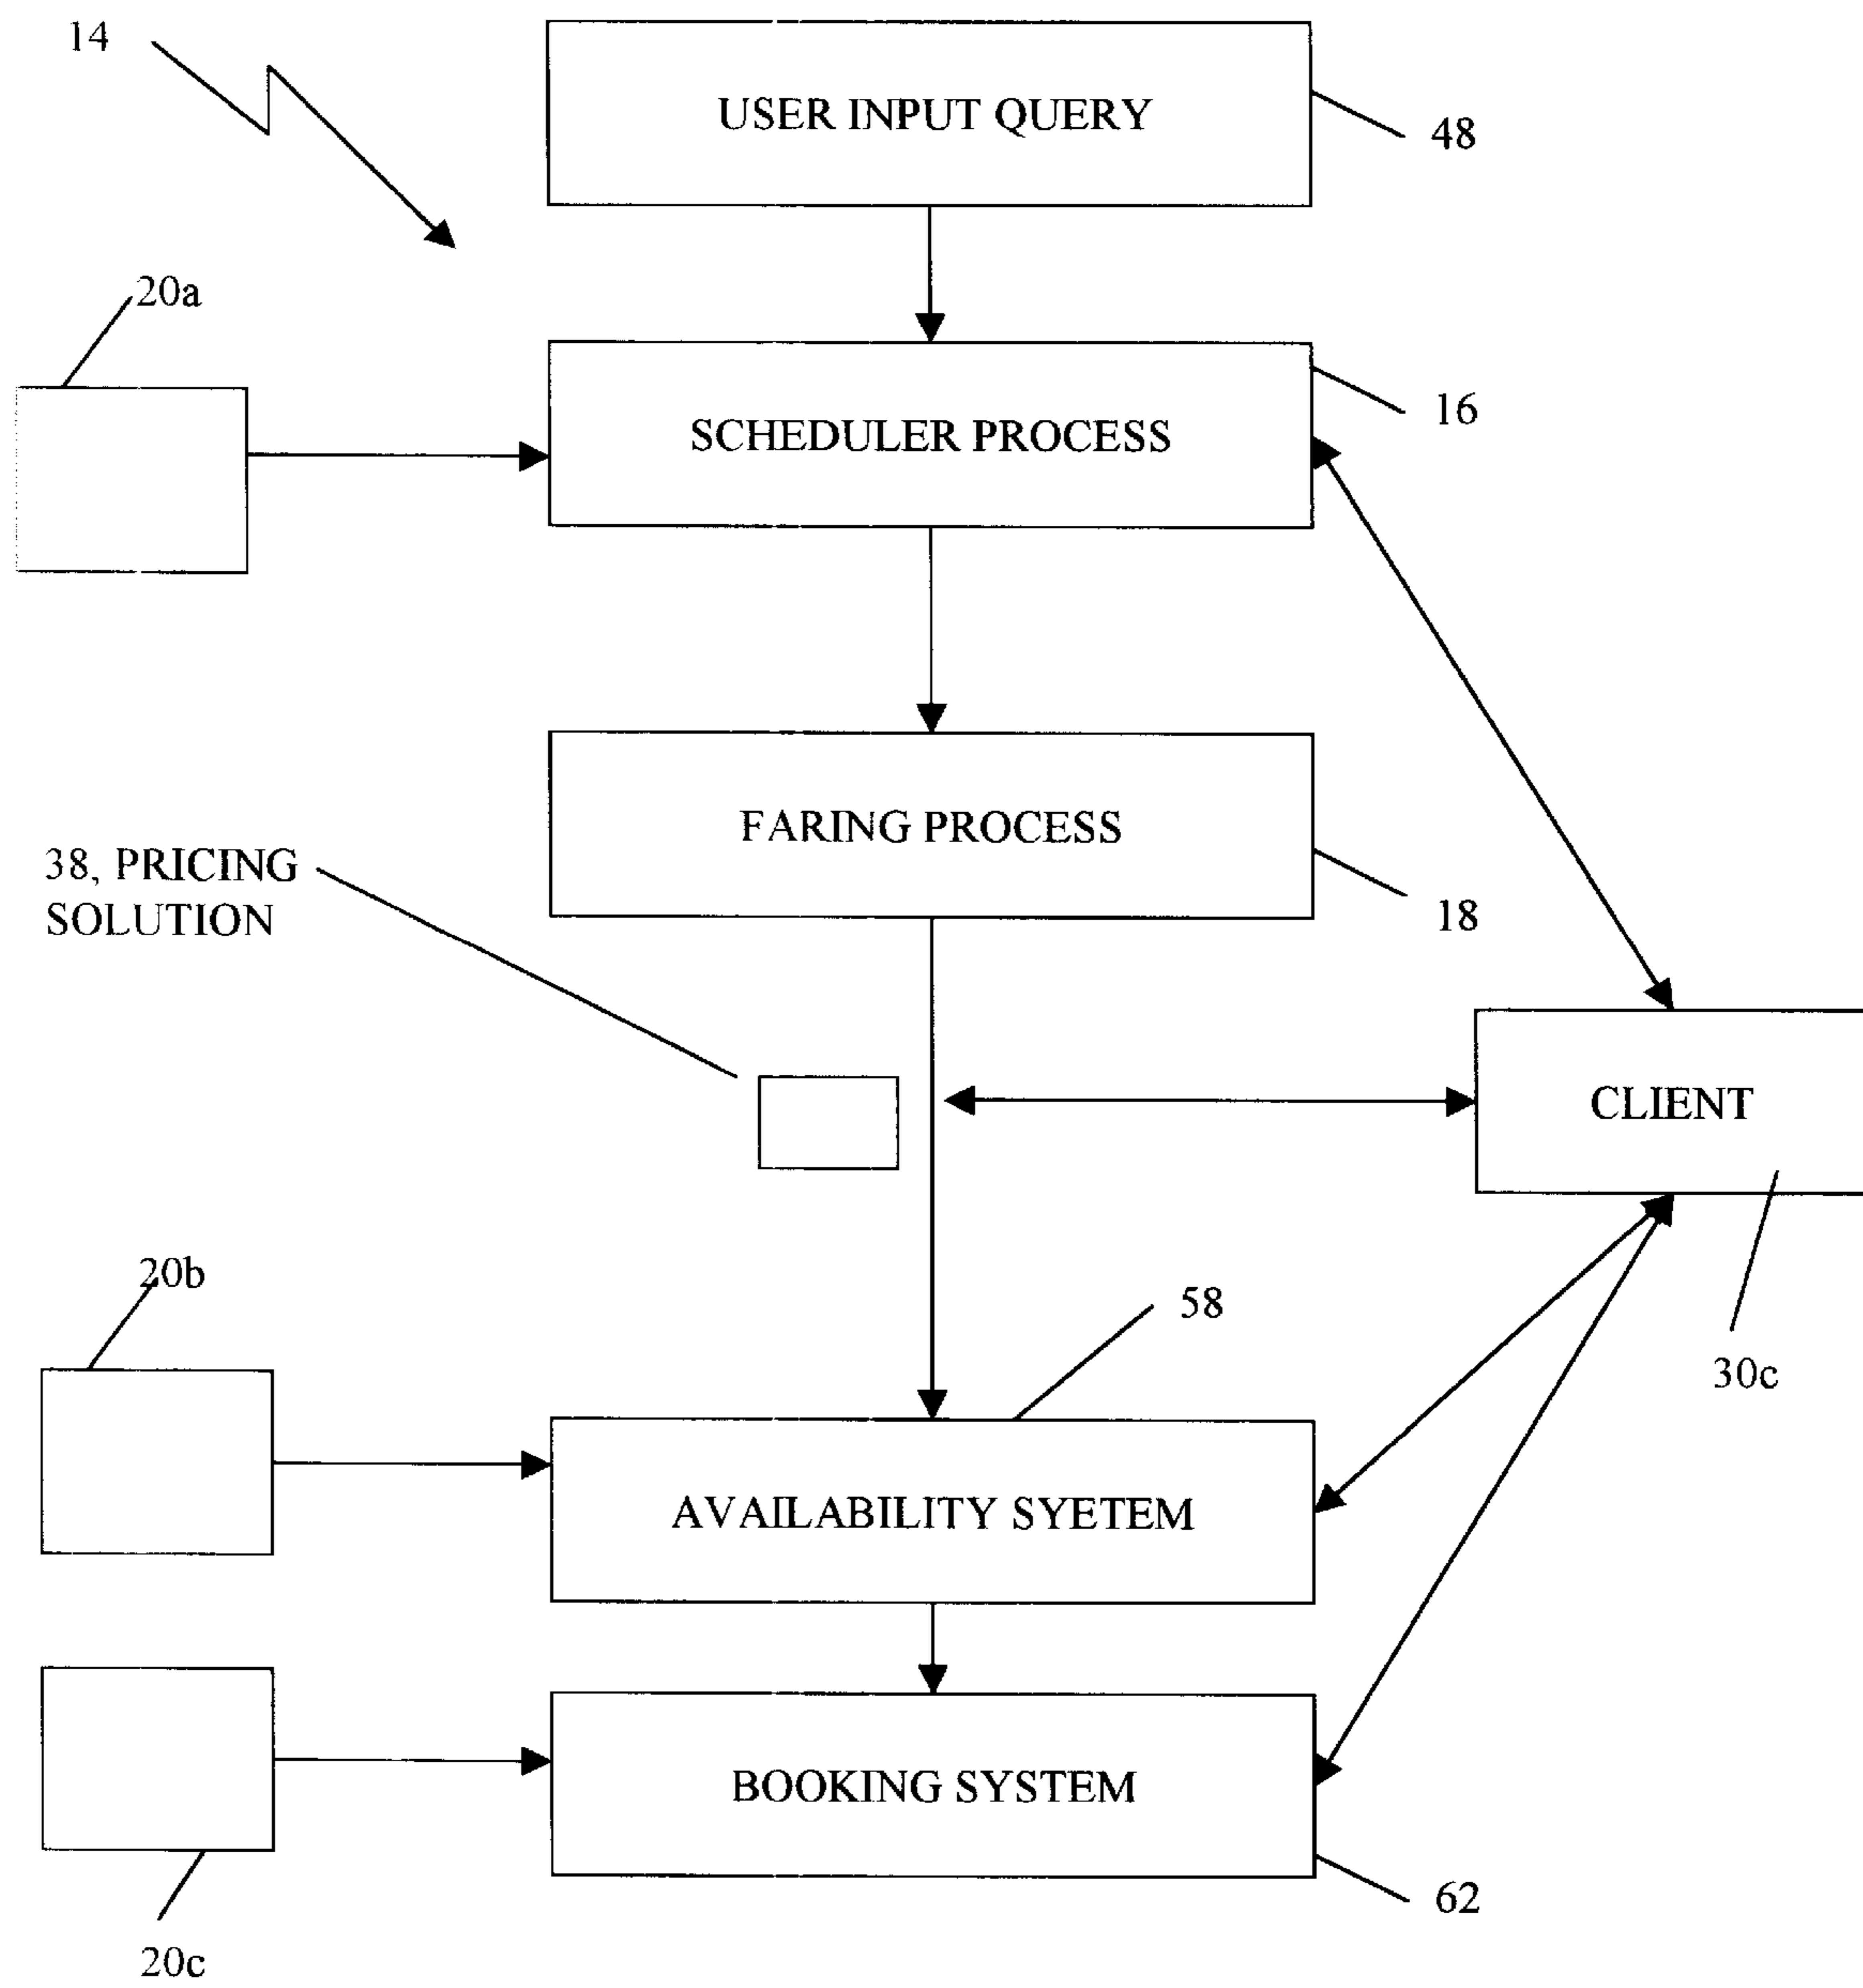 14
USER INPUT QUERY
48
20a
SCHEDULER PROCESS
16
FARING PROCESS
18
38, PRICING
SOLUTION
CLIENT
30c
20b
58
AVAILABILITY SYETEM
BOOKING SYSTEM
62
20c